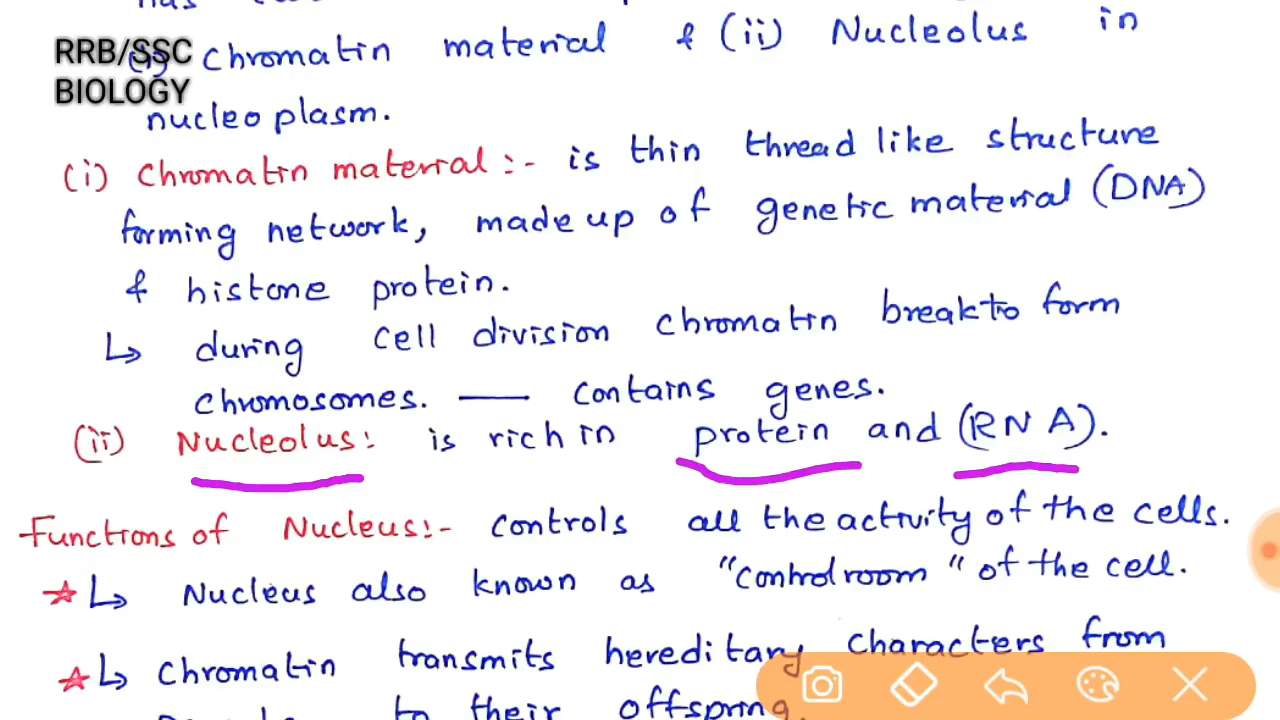 has
(i) chromatin material & (ii) Nucleolus in
RRB/SSC
BIOLOGY
nucleoplasm.
(i) Chromatin material :- is thin thread like structure
forming network, made up of genetic material (DNA)
& histone protein.
↳ during cell division chromatin break to form
chromosomes. — contains genes.
(ii) Nucleolus: is rich in protein and (RNA).
Functions of Nucleus:- controls all the activity of the cells.
☆ ↳ Nucleus also known as "control room" of the cell.
☆ ↳ Chromatin transmits hereditary characters from
to their offspring.